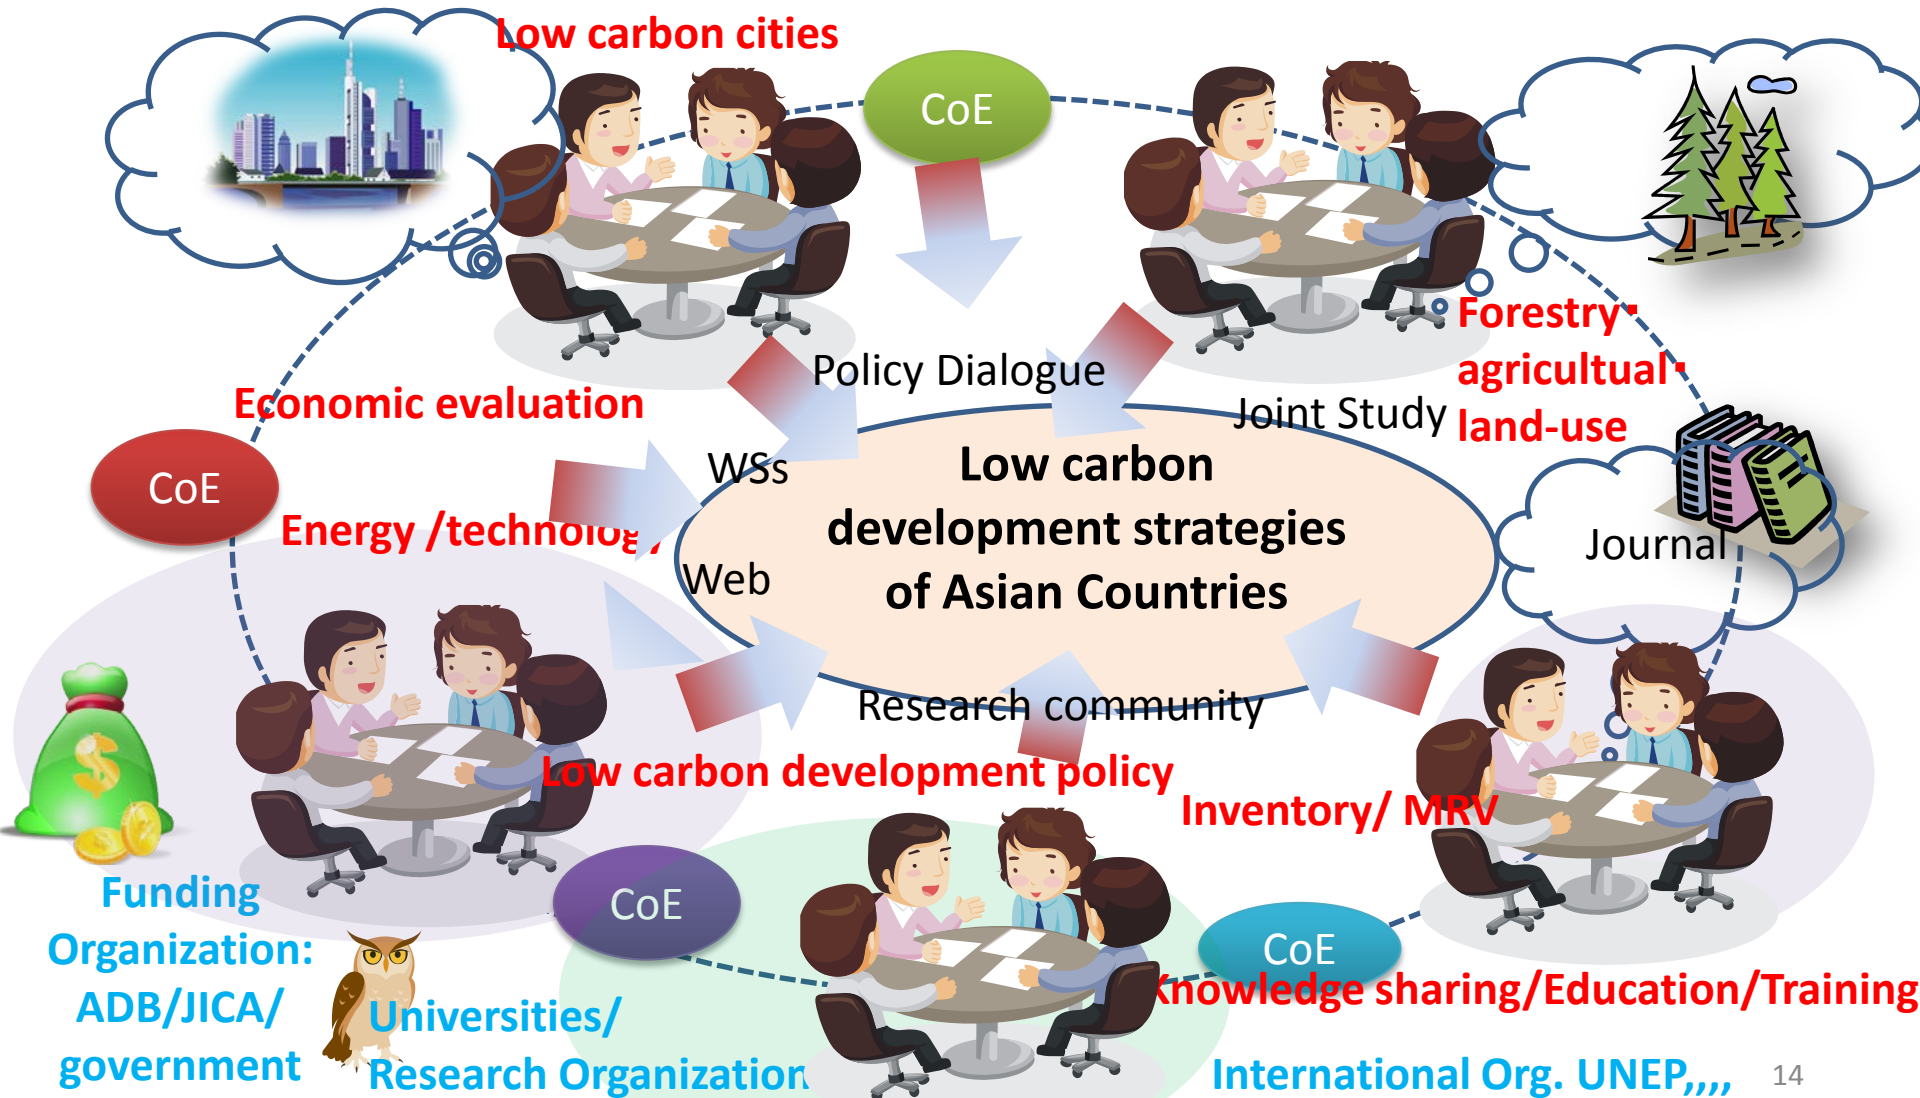 Low carbon cities
CoE
Forestry·
agricultual·
land-use
Policy Dialogue
Economic evaluation
Joint Study
WSs
CoE
Low carbon
development strategies
of Asian Countries
Energy /technology
Journal
Web
Research community
Low carbon development policy
Inventory/ MRV
CoE
CoE
Funding
Organization:
ADB/JICA/
government
Knowledge sharing/Education/Training
Universities/
Research Organization
International Org. UNEP,,,,
14